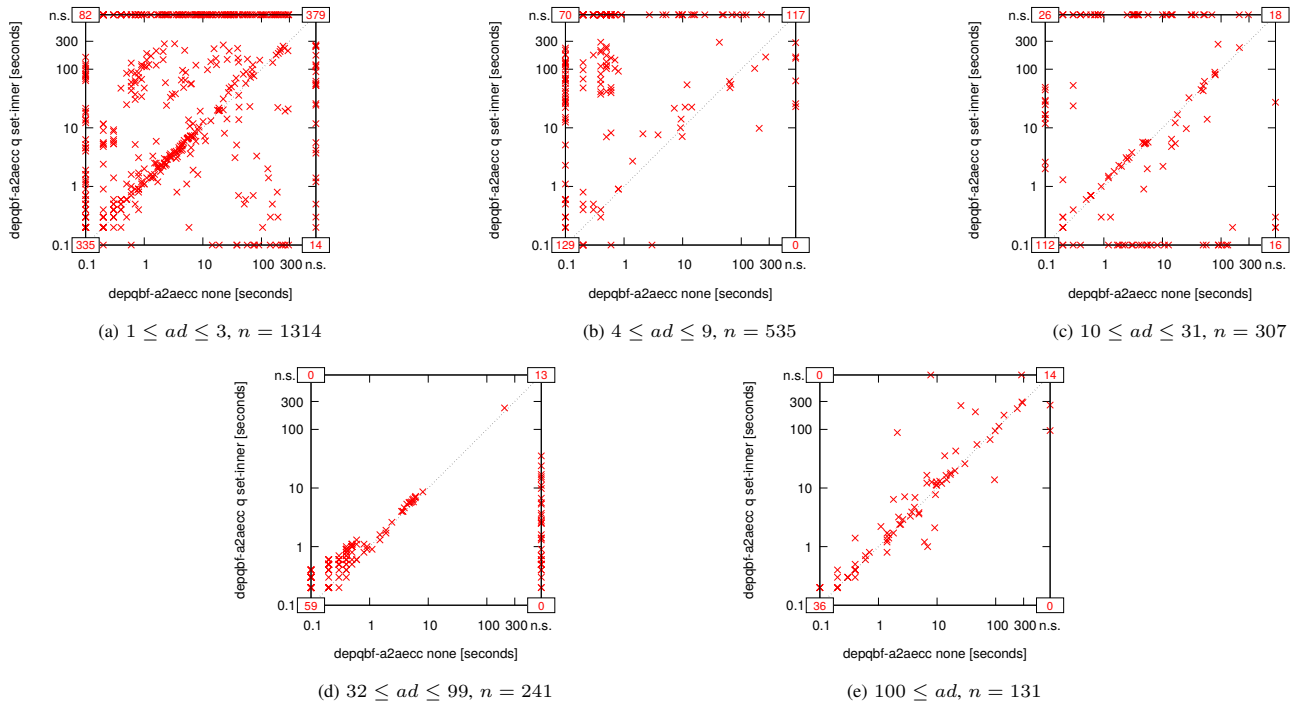 82 379 70 117 26 18
n.s. n.s. n.s.
300 300 300
100 100 100
10 10 10
1 1 1
0.1 0.1 0.1
335 14 129 0 112 16
0.1 1 10 100 300 n.s. 0.1 1 10 100 300 n.s. 0.1 1 10 100 300 n.s.
depqbf-a2aecc q set-inner [seconds] depqbf-a2aecc q set-inner [seconds] depqbf-a2aecc q set-inner [seconds]
depqbf-a2aecc none [seconds] depqbf-a2aecc none [seconds] depqbf-a2aecc none [seconds]
(a) 1 ≤ ad ≤ 3, n = 1314 (b) 4 ≤ ad ≤ 9, n = 535 (c) 10 ≤ ad ≤ 31, n = 307
0 13 0 14
n.s. n.s.
300 300
100 100
10 10
1 1
0.1 0.1
59 0 36 0
0.1 1 10 100 300 n.s. 0.1 1 10 100 300 n.s.
depqbf-a2aecc q set-inner [seconds] depqbf-a2aecc q set-inner [seconds]
depqbf-a2aecc none [seconds] depqbf-a2aecc none [seconds]
(d) 32 ≤ ad ≤ 99, n = 241 (e) 100 ≤ ad, n = 131